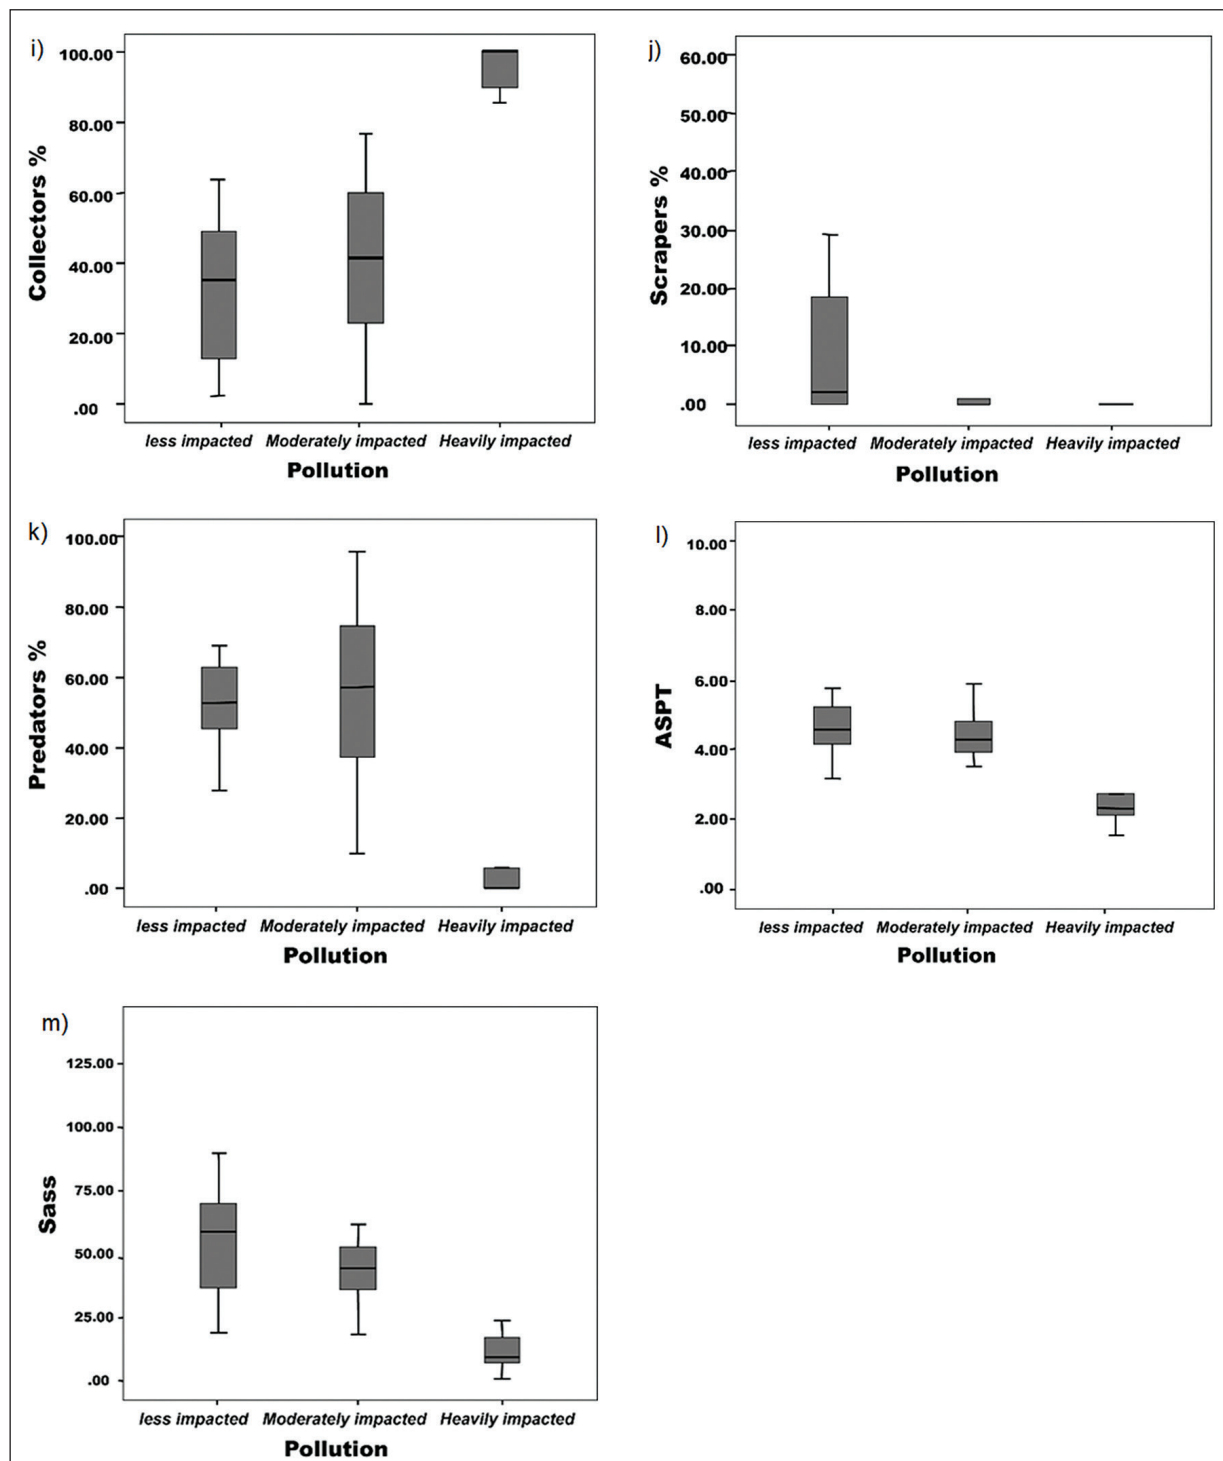 i)
100.00
80.00
60.00
40.00
20.00
.00
Collectors %
less impacted Moderately impacted Heavily impacted
Pollution
j)
60.00
50.00
40.00
30.00
20.00
10.00
.00
Scrapers %
less impacted Moderately impacted Heavily impacted
Pollution
k)
100.00
80.00
60.00
40.00
20.00
.00
Predators %
less impacted Moderately impacted Heavily impacted
Pollution
l)
10.00
8.00
6.00
4.00
2.00
.00
ASPT
less impacted Moderately impacted Heavily impacted
Pollution
m)
125.00
100.00
75.00
50.00
25.00
.00
Sass
less impacted Moderately impacted Heavily impacted
Pollution